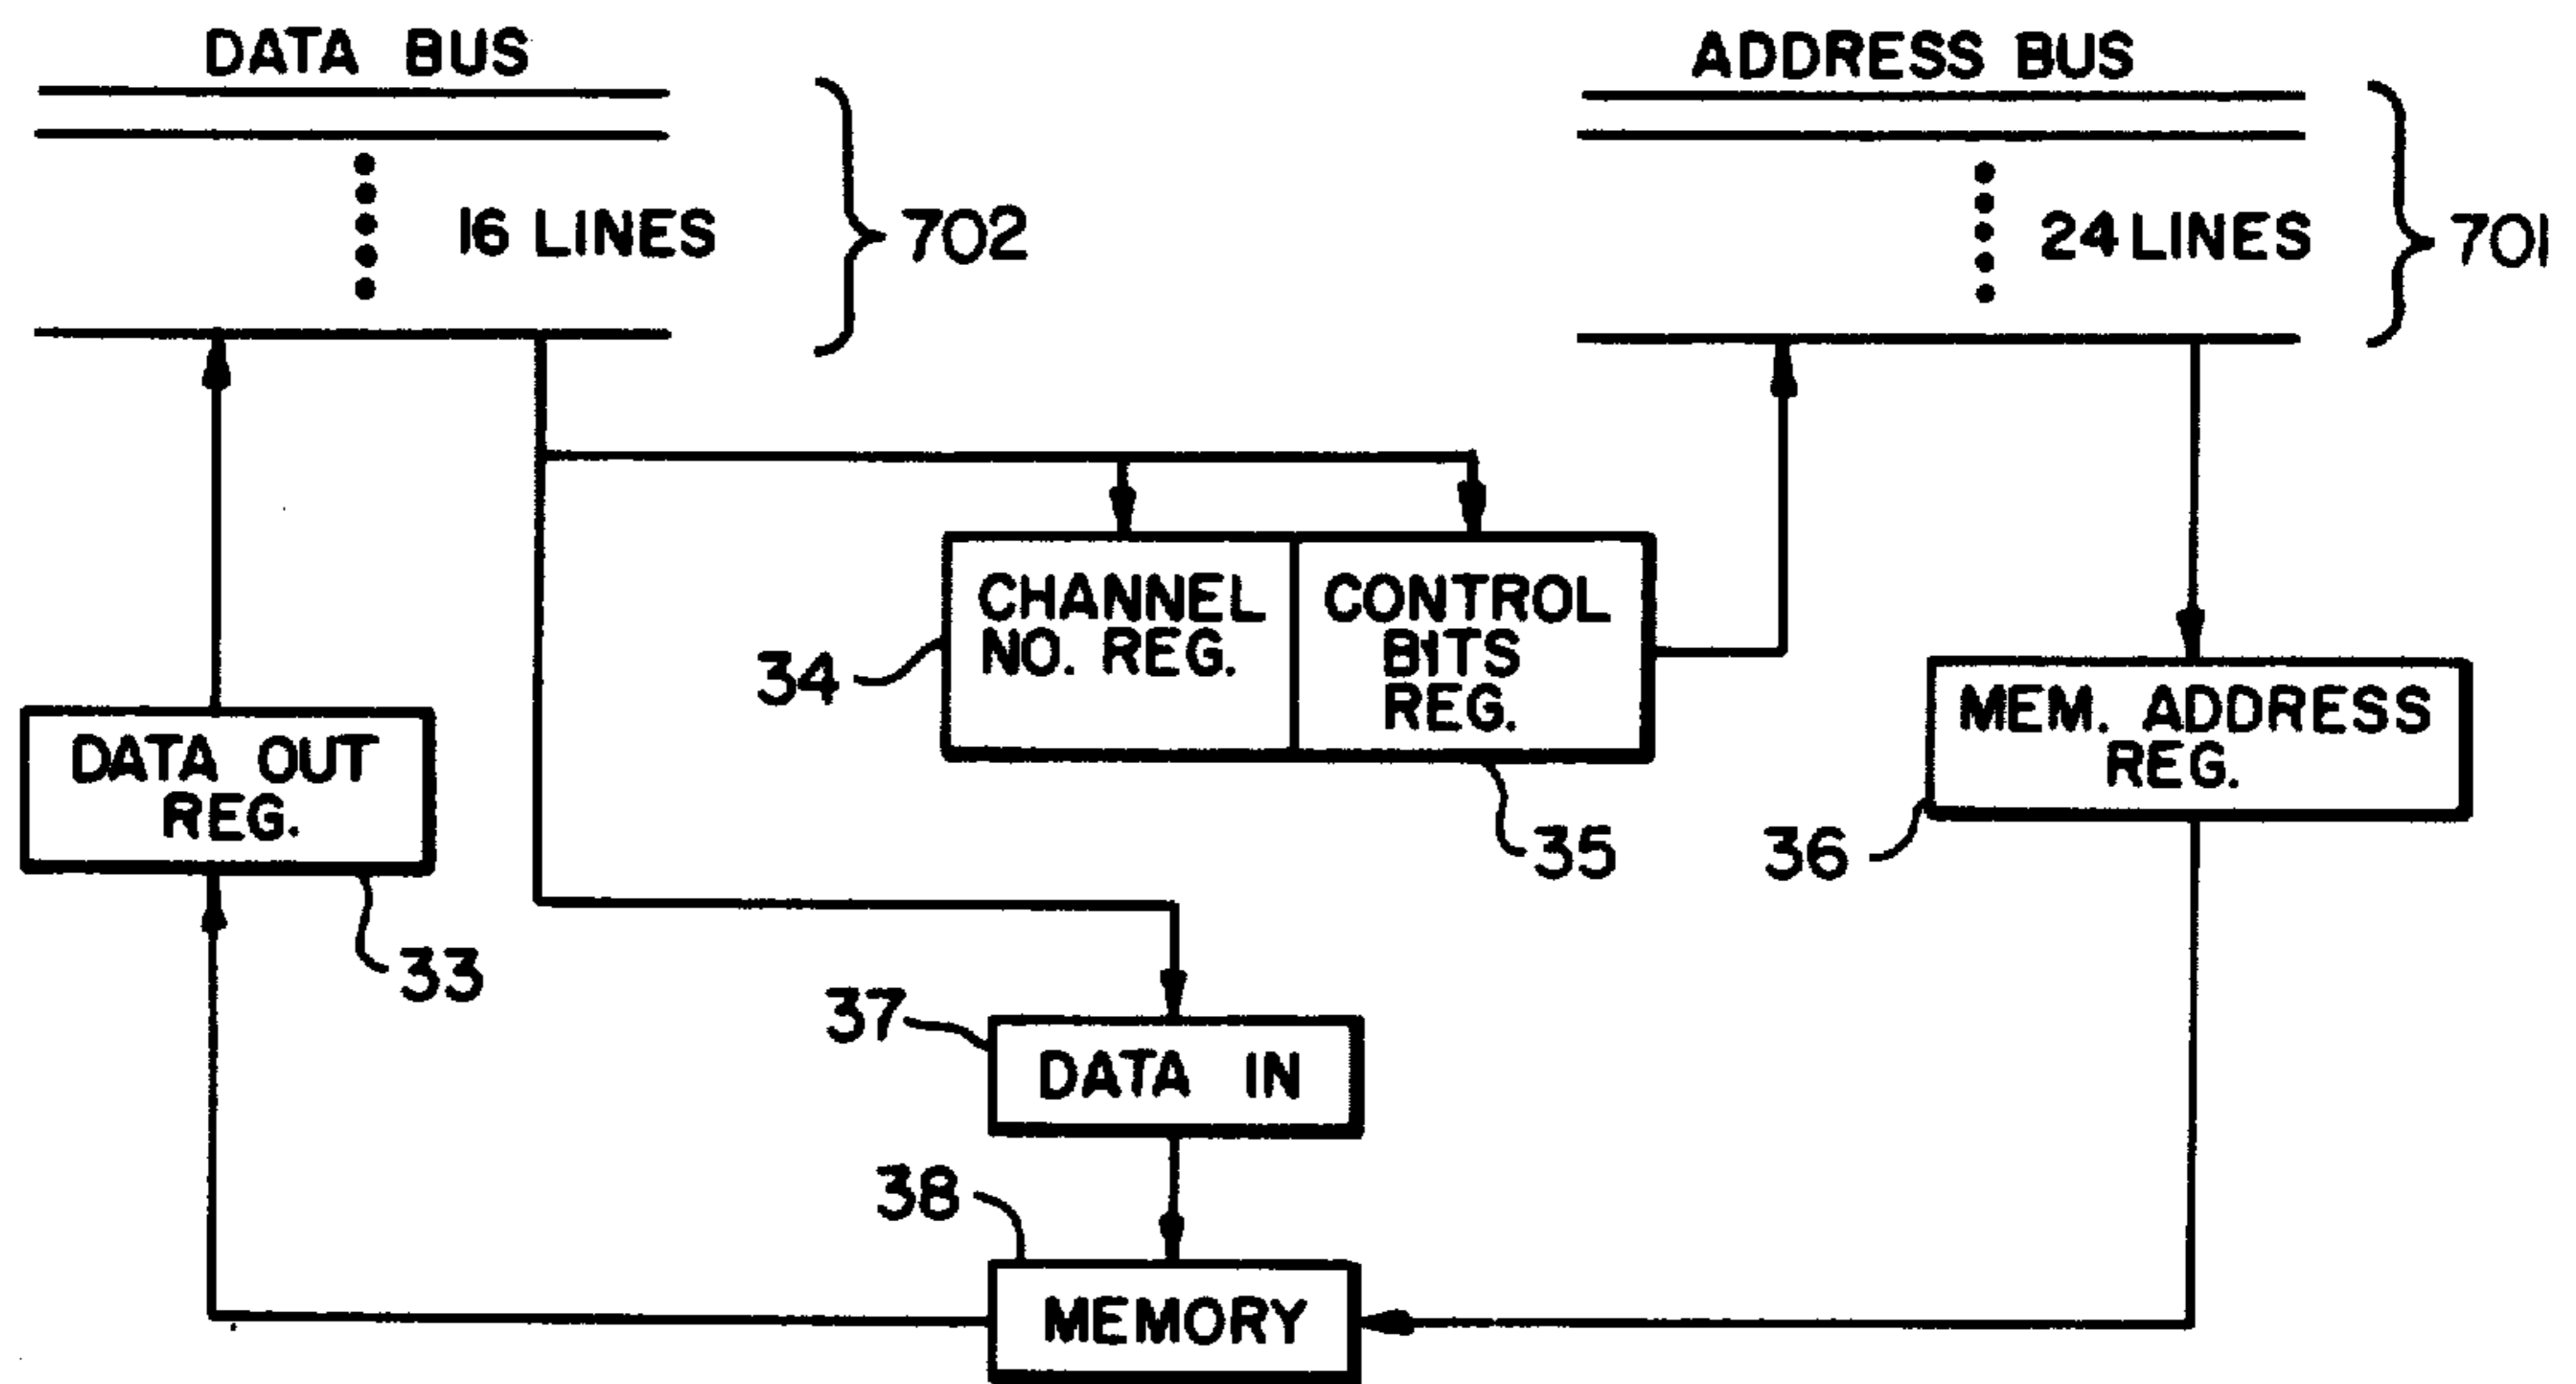 DATA BUS
ADDRESS BUS
16 LINES
702
24 LINES
701
CHANNEL
NO. REG.
CONTROL
BITS
REG.
34
35
MEM. ADDRESS
REG.
36
DATA OUT
REG.
33
37
DATA IN
38
MEMORY